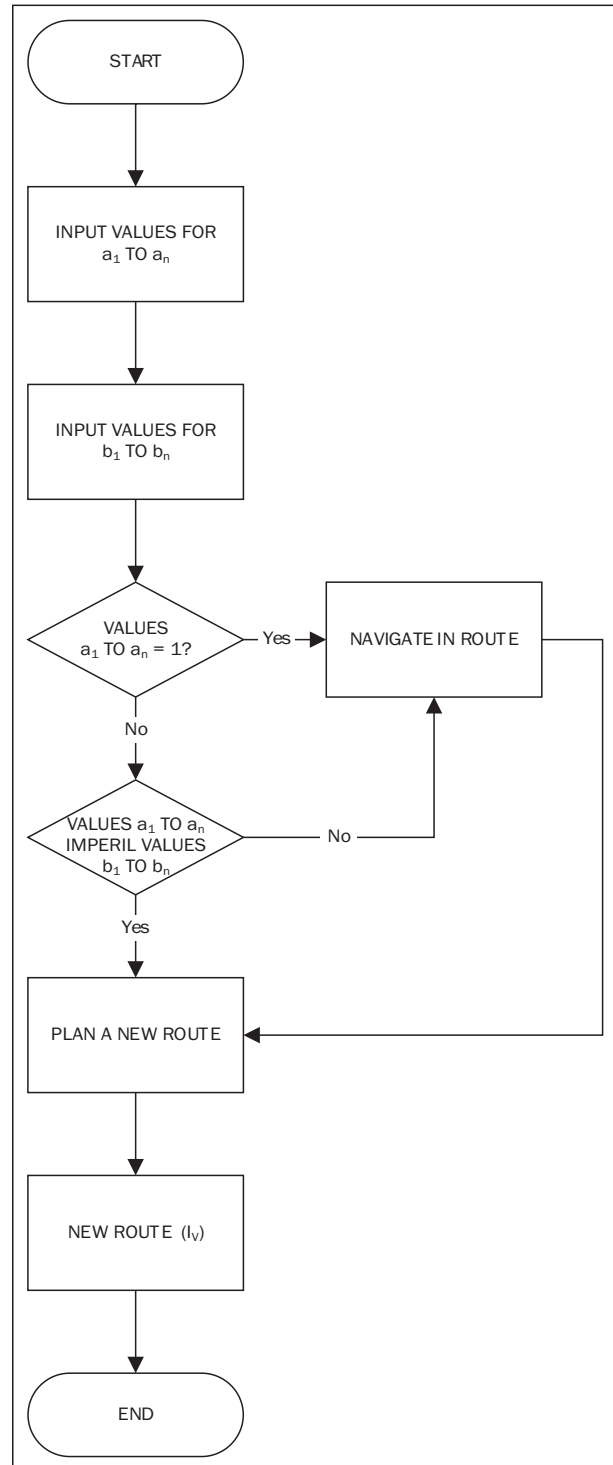 START
INPUT VALUES FOR
a₁ TO aₙ
INPUT VALUES FOR
b₁ TO bₙ
VALUES
a₁ TO aₙ = 1?
Yes
NAVIGATE IN ROUTE
No
VALUES a₁ TO aₙ
IMPERIL VALUES
b₁ TO bₙ
No
Yes
PLAN A NEW ROUTE
NEW ROUTE (Iᵥ)
END